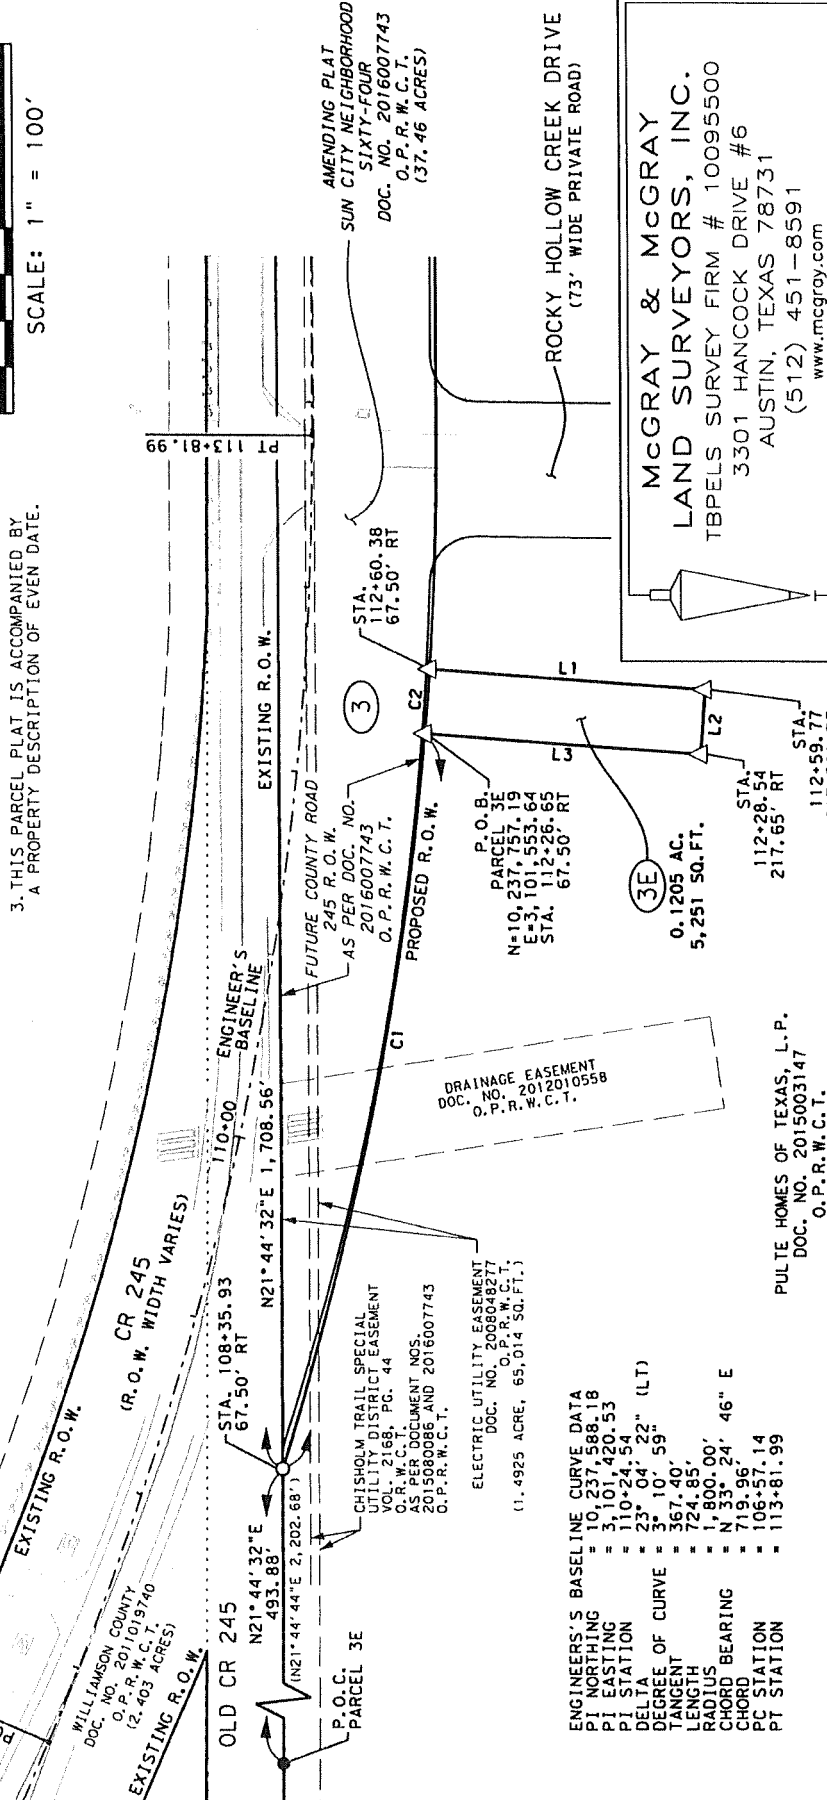 3. THIS PARCEL PLAT IS ACCOMPANIED BY
A PROPERTY DESCRIPTION OF EVEN DATE.
SCALE: 1" = 100'
AMENDING PLAT
SUN CITY NEIGHBORHOOD
SIXTY-FOUR
DOC. NO. 2016007743
O.P.R.W.C.T.
(37.46 ACRES)
ROCKY HOLLOW CREEK DRIVE
(73' WIDE PRIVATE ROAD)
McGRAY & McGRAY
LAND SURVEYORS, INC.
TBPELS SURVEY FIRM # 10095500
3301 HANCOCK DRIVE #6
AUSTIN, TEXAS 78731
(512) 451-8591
www.mcgray.com
PT 113+81.99
EXISTING R.O.W.
3
STA.
112+60.38
67.50' RT
C2
L1
L2
L3
STA.
112+59.77
STA.
112+28.54
217.65' RT
FUTURE COUNTY ROAD
245 R.O.W.
AS PER DOC. NO.
2016007743
O.P.R.W.C.T.
PROPOSED R.O.W.
P.O.B.
PARCEL 3E
N=10,237,757.19
E=3,101,553.64
STA. 112+26.65
67.50' RT
3E
0.1205 AC.
5,251 SQ.FT.
ENGINEER'S
BASELINE
110+00
C1
DRAINAGE EASEMENT
DOC. NO. 2012010558
O.P.R.W.C.T.
PULTE HOMES OF TEXAS, L.P.
DOC. NO. 2015003147
O.P.R.W.C.T.
N21°44'32"E 1,708.56'
CR 245
(R.O.W. WIDTH VARIES)
EXISTING R.O.W.
STA. 108+35.93
67.50' RT
CHISHOLM TRAIL SPECIAL
UTILITY DISTRICT EASEMENT
VOL. 2168, PG. 44
O.R.W.C.T.
AS PER DOCUMENT NOS.
2015080086 AND 2016007743
O.P.R.W.C.T.
ELECTRIC UTILITY EASEMENT
DOC. NO. 2008048277
O.P.R.W.C.T.
(1.4925 ACRE, 65,014 SQ.FT.)
WILLIAMSON COUNTY
DOC. NO. 2011019740
O.P.R.W.C.T.
(2.403 ACRES)
EXISTING R.O.W.
OLD CR 245
N21°44'32"E
493.88'
(N21°44'44"E 2,202.68')
P.O.C.
PARCEL 3E
ENGINEERS'S BASELINE CURVE DATA
PI NORTHING = 10,237,588.18
PI EASTING = 3,101,420.53
PI STATION = 110+24.54
DELTA = 23° 04' 22" (LT)
DEGREE OF CURVE = 3° 10' 59"
TANGENT = 367.40'
LENGTH = 724.85'
RADIUS = 1,800.00'
CHORD BEARING = N 33° 24' 46" E
CHORD = 719.96'
PC STATION = 106+57.14
PT STATION = 113+81.99